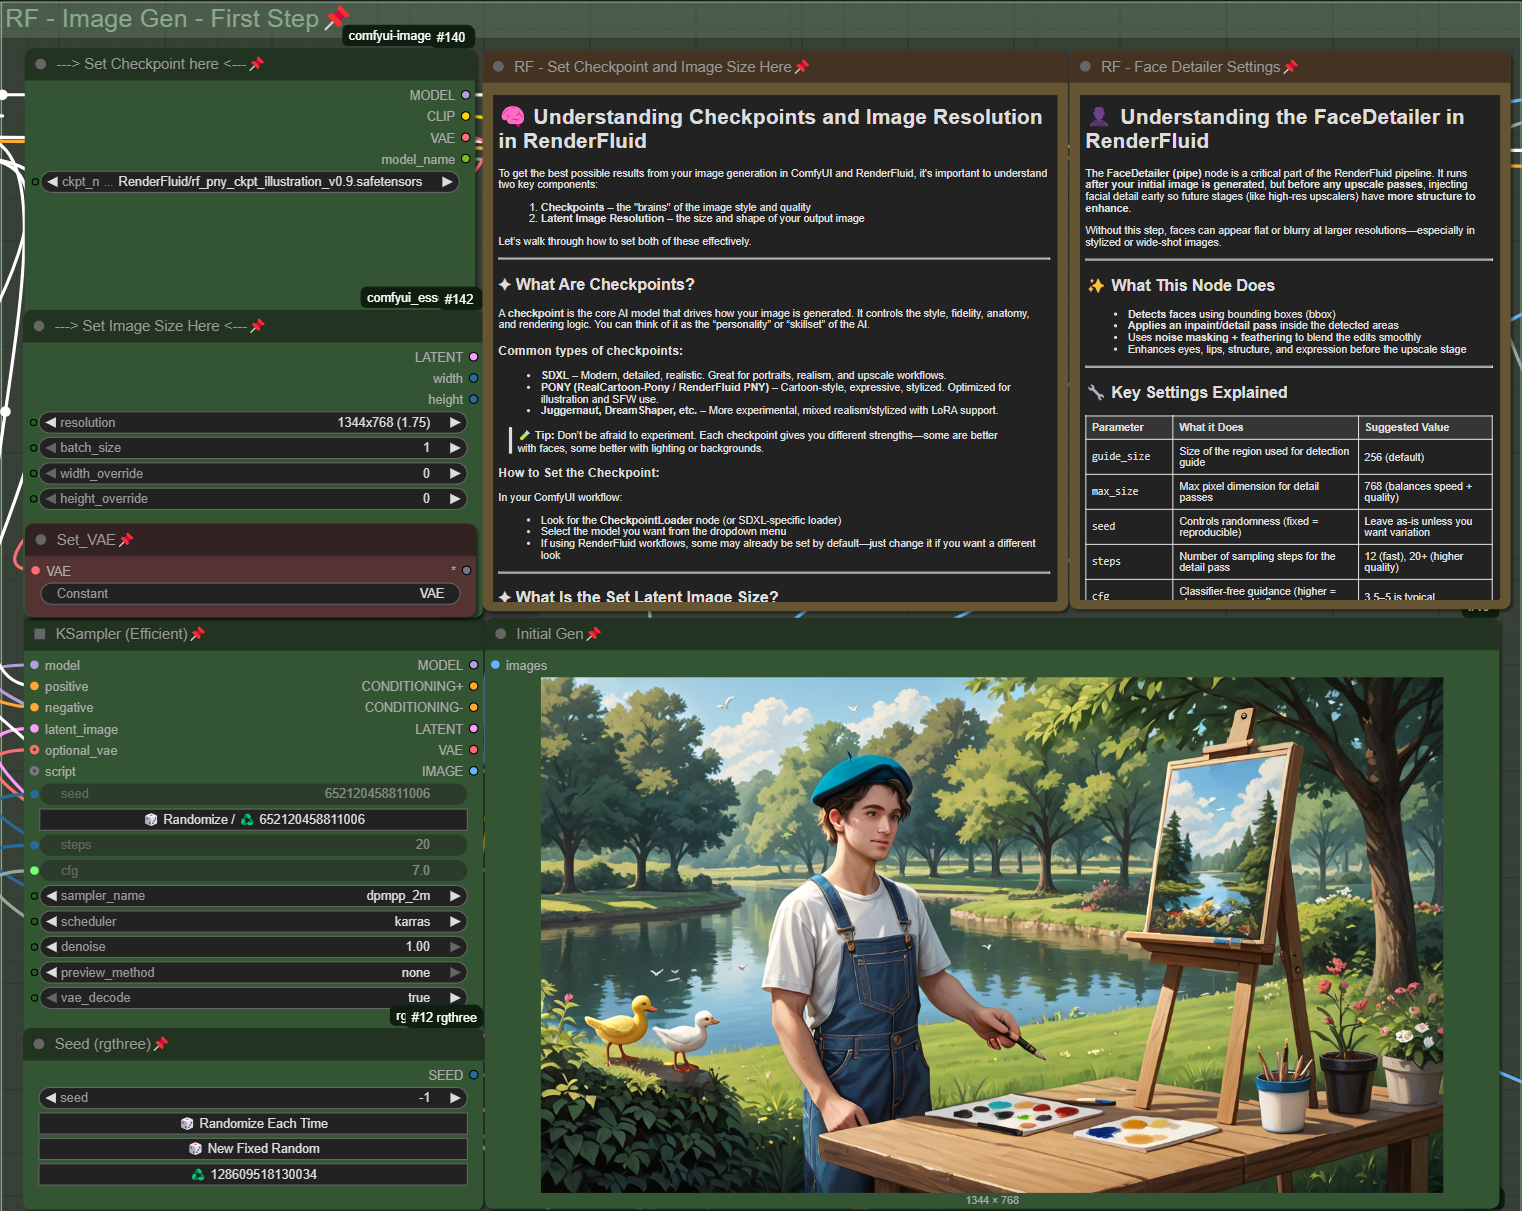 RF - Image Gen - First Step
comfyui-image #140
---> Set Checkpoint here <---
MODEL
CLIP
VAE
model_name
ckpt_n ... RenderFluid/rf_pny_ckpt_illustration_v0.9.safetensors
comfyui_ess #142
---> Set Image Size Here <---
LATENT
width
height
resolution 1344x768 (1.75)
batch_size 1
width_override 0
height_override 0
Set_VAE
VAE *
Constant VAE
RF - Set Checkpoint and Image Size Here
🧠 Understanding Checkpoints and Image Resolution
in RenderFluid
To get the best possible results from your image generation in ComfyUI and RenderFluid, it's important to understand
two key components:
1. Checkpoints – the "brains" of the image style and quality
2. Latent Image Resolution – the size and shape of your output image
Let's walk through how to set both of these effectively.
✦ What Are Checkpoints?
A checkpoint is the core AI model that drives how your image is generated. It controls the style, fidelity, anatomy,
and rendering logic. You can think of it as the “personality” or “skillset” of the AI.
Common types of checkpoints:
• SDXL – Modern, detailed, realistic. Great for portraits, realism, and upscale workflows.
• PONY (RealCartoon-Pony / RenderFluid PNY) – Cartoon-style, expressive, stylized. Optimized for
illustration and SFW use.
• Juggernaut, DreamShaper, etc. – More experimental, mixed realism/stylized with LoRA support.
Tip: Don't be afraid to experiment. Each checkpoint gives you different strengths—some are better
with faces, some better with lighting or backgrounds.
How to Set the Checkpoint:
In your ComfyUI workflow:
• Look for the CheckpointLoader node (or SDXL-specific loader)
• Select the model you want from the dropdown menu
• If using RenderFluid workflows, some may already be set by default—just change it if you want a different
look
✦ What Is the Set Latent Image Size?
RF - Face Detailer Settings
👤 Understanding the FaceDetailer in
RenderFluid
The FaceDetailer (pipe) node is a critical part of the RenderFluid pipeline. It runs
after your initial image is generated, but before any upscale passes, injecting
facial detail early so future stages (like high-res upscalers) have more structure to
enhance.
Without this step, faces can appear flat or blurry at larger resolutions—especially in
stylized or wide-shot images.
✨ What This Node Does
• Detects faces using bounding boxes (bbox)
• Applies an inpaint/detail pass inside the detected areas
• Uses noise masking + feathering to blend the edits smoothly
• Enhances eyes, lips, structure, and expression before the upscale stage
🔧 Key Settings Explained
Parameter What it Does Suggested Value
guide_size Size of the region used for detection guide 256 (default)
max_size Max pixel dimension for detail passes 768 (balances speed + quality)
seed Controls randomness (fixed = reproducible) Leave as-is unless you want variation
steps Number of sampling steps for the detail pass 12 (fast), 20+ (higher quality)
cfg Classifier-free guidance (higher = 3.5–5 is typical
KSampler (Efficient)
model MODEL
positive CONDITIONING+
negative CONDITIONING-
latent_image LATENT
optional_vae VAE
script IMAGE
seed 652120458811006
Randomize / ♻ 652120458811006
steps 20
cfg 7.0
sampler_name dpmpp_2m
scheduler karras
denoise 1.00
preview_method none
vae_decode true
#12 rgthree
Seed (rgthree)
SEED
seed -1
Randomize Each Time
New Fixed Random
♻ 128609518130034
Initial Gen
images
1344 × 768